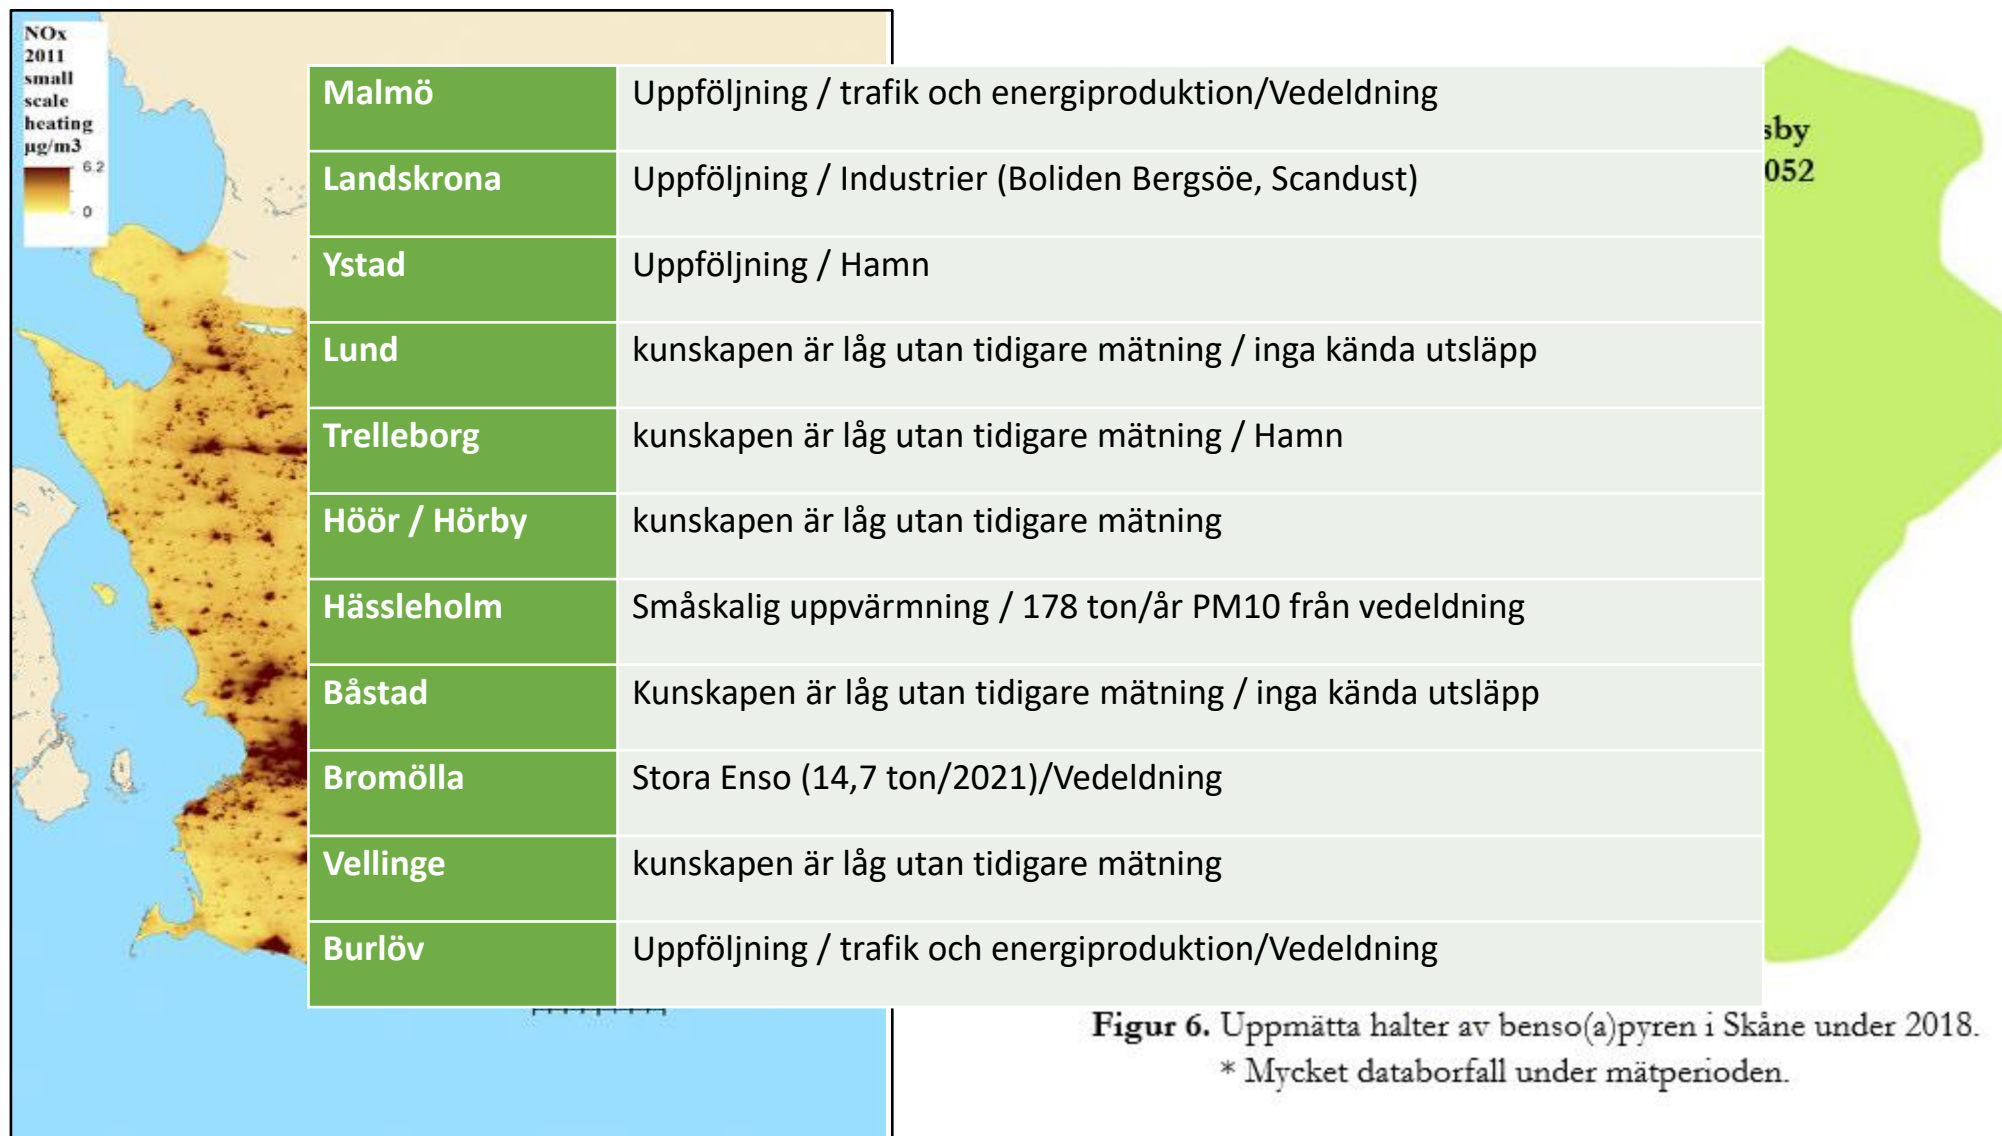 NOx
2011
small
scale
heating
µg/m3
6.2
0
Malmö Uppföljning / trafik och energiproduktion/Vedeldning
Landskrona Uppföljning / Industrier (Boliden Bergsöe, Scandust)
Ystad Uppföljning / Hamn
Lund kunskapen är låg utan tidigare mätning / inga kända utsläpp
Trelleborg kunskapen är låg utan tidigare mätning / Hamn
Höör / Hörby kunskapen är låg utan tidigare mätning
Hässleholm Småskalig uppvärmning / 178 ton/år PM10 från vedeldning
Båstad Kunskapen är låg utan tidigare mätning / inga kända utsläpp
Bromölla Stora Enso (14,7 ton/2021)/Vedeldning
Vellinge kunskapen är låg utan tidigare mätning
Burlöv Uppföljning / trafik och energiproduktion/Vedeldning
sby
052
Figur 6. Uppmätta halter av benso(a)pyren i Skåne under 2018.
* Mycket databorfall under mätperioden.